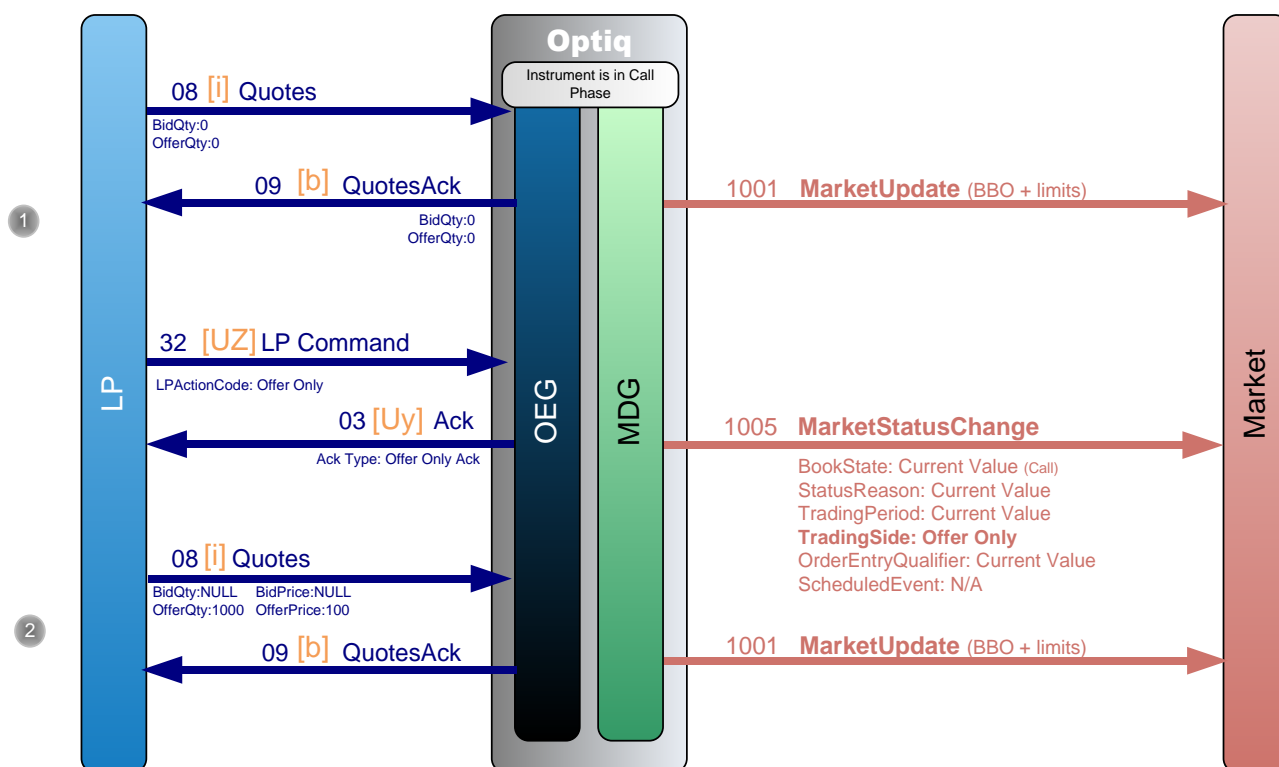 Optiq
Instrument is in Call
Phase
08 [i] Quotes
BidQty:0
OfferQty:0
09 [b] QuotesAck
BidQty:0
OfferQty:0
1001 MarketUpdate (BBO + limits)
1
32 [UZ] LP Command
LPActionCode: Offer Only
03 [Uy] Ack
Ack Type: Offer Only Ack
1005 MarketStatusChange
BookState: Current Value (Call)
StatusReason: Current Value
TradingPeriod: Current Value
TradingSide: Offer Only
OrderEntryQualifier: Current Value
ScheduledEvent: N/A
LP
OEG
MDG
Market
08 [i] Quotes
BidQty:NULL BidPrice:NULL
OfferQty:1000 OfferPrice:100
2
09 [b] QuotesAck
1001 MarketUpdate (BBO + limits)